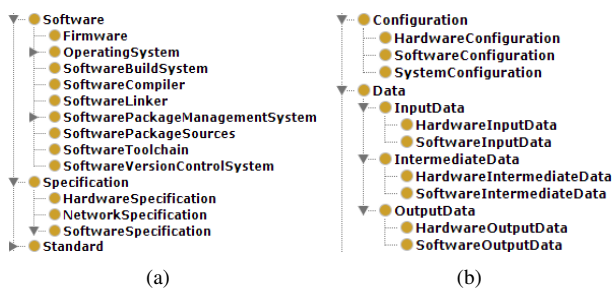 Software
Firmware
OperatingSystem
SoftwareBuildSystem
SoftwareCompiler
SoftwareLinker
SoftwarePackageManagementSystem
SoftwarePackageSources
SoftwareToolchain
SoftwareVersionControlSystem
Specification
HardwareSpecification
NetworkSpecification
SoftwareSpecification
Standard
(a)
Configuration
HardwareConfiguration
SoftwareConfiguration
SystemConfiguration
Data
InputData
HardwareInputData
SoftwareInputData
IntermediateData
HardwareIntermediateData
SoftwareIntermediateData
OutputData
HardwareOutputData
SoftwareOutputData
(b)